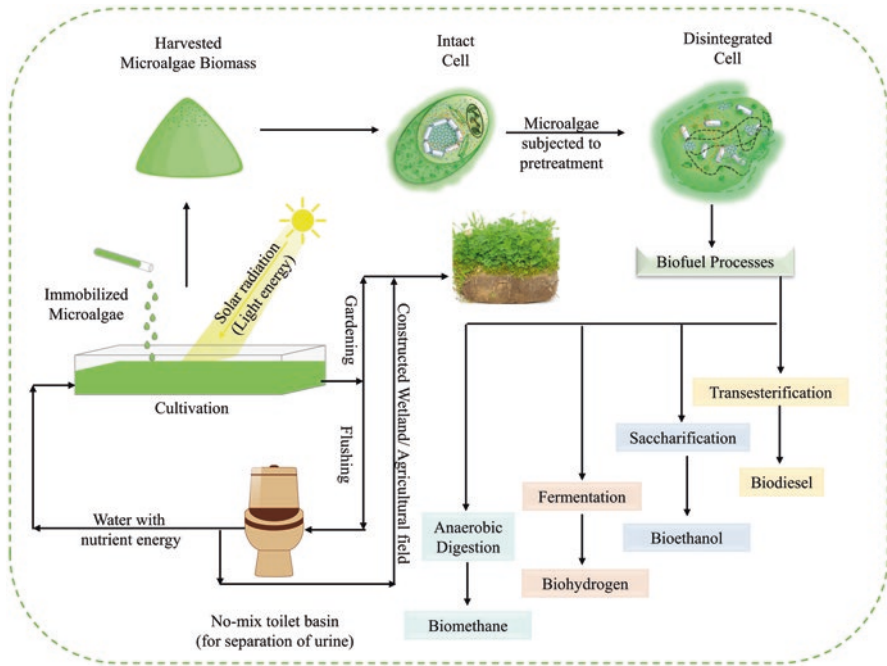 Harvested
Microalgae Biomass
Intact
Cell
Disintegrated
Cell
Microalgae
subjected to
pretreatment
Biofuel Processes
Immobilized
Microalgae
Solar radiation
(Light energy)
Gardening
Constructed Wetland/ Agricultural field
Cultivation
Flushing
Water with
nutrient energy
No-mix toilet basin
(for separation of urine)
Transesterification
Saccharification
Biodiesel
Fermentation
Anaerobic
Digestion
Bioethanol
Biohydrogen
Biomethane